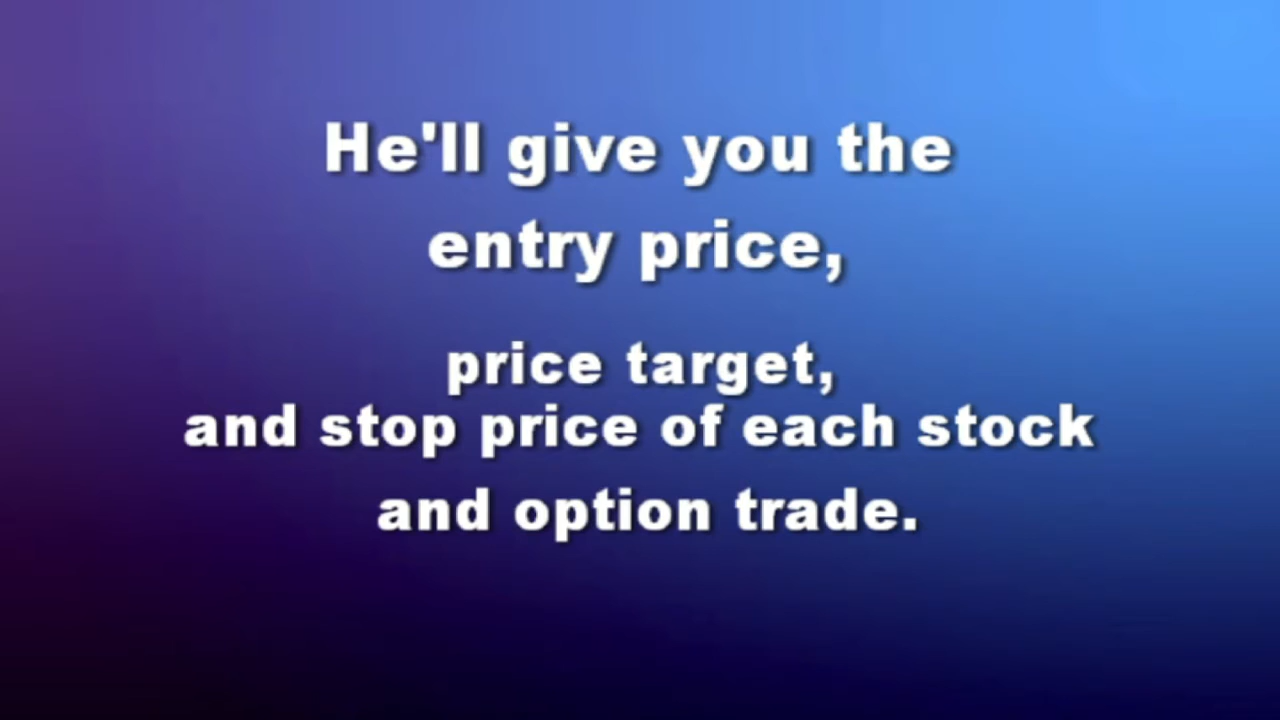 He'll give you the
entry price,
price target,
and stop price of each stock
and option trade.